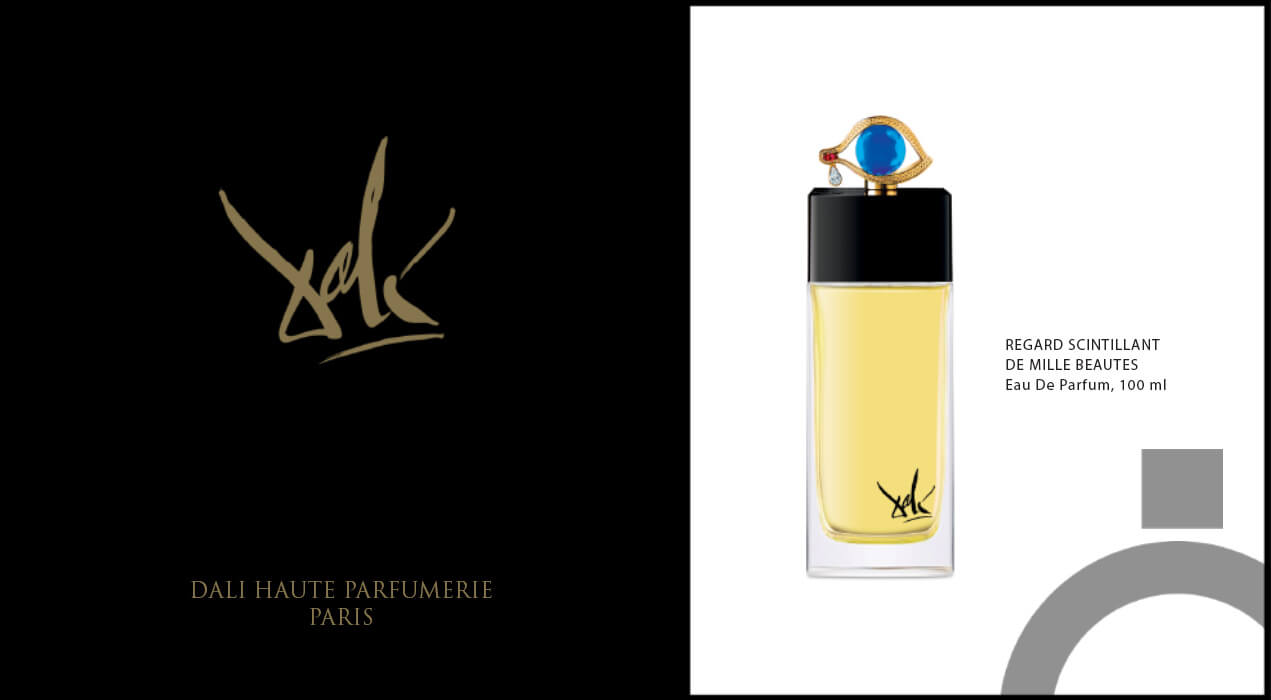 Dalí
DALI HAUTE PARFUMERIE
PARIS
REGARD SCINTILLANT
DE MILLE BEAUTES
Eau De Parfum, 100 ml
Dalí